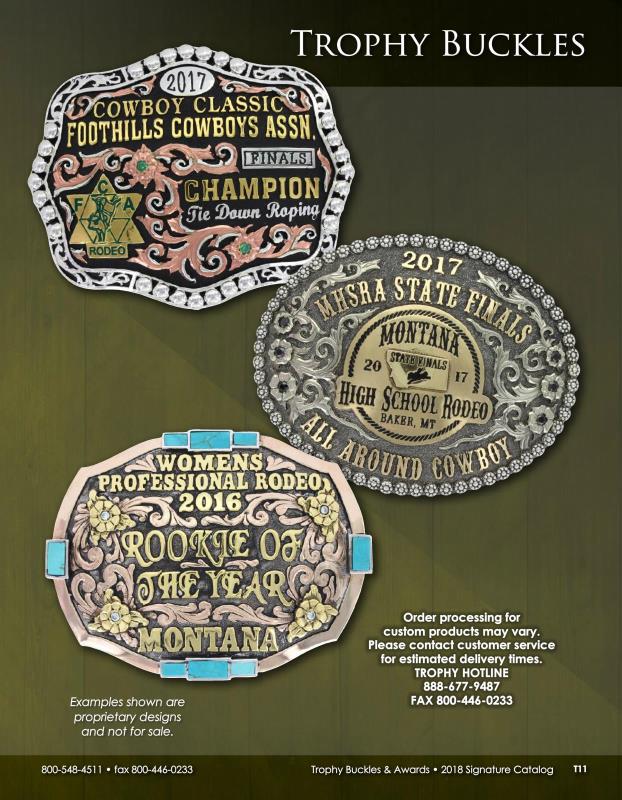 TROPHY BUCKLES
2017
COWBOY CLASSIC
FOOTHILLS COWBOYS ASSN.
FINALS
CHAMPION
Tie Down Roping
C
F A
RODEO
2017
MHSRA STATE FINALS
MONTANA
STATE FINALS
20 17
HIGH SCHOOL RODEO
BAKER, MT
ALL AROUND COWBOY
WOMENS
PROFESSIONAL RODEO
2016
ROOKIE OF
THE YEAR
MONTANA
Order processing for
custom products may vary.
Please contact customer service
for estimated delivery times.
TROPHY HOTLINE
888-677-9487
FAX 800-446-0233
Examples shown are
proprietary designs
and not for sale.
800-548-4511 • fax 800-446-0233
Trophy Buckles & Awards • 2018 Signature Catalog T11